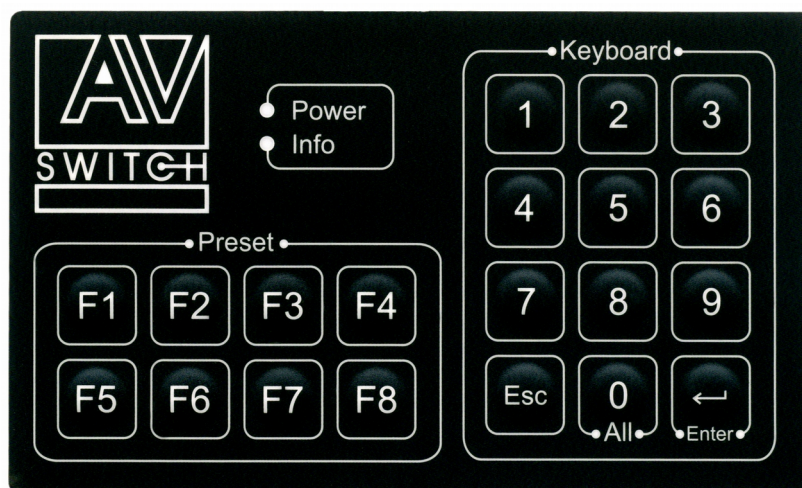 AV
SWITCH
Power
Info
Preset
F1 F2 F3 F4
F5 F6 F7 F8
Keyboard
1 2 3
4 5 6
7 8 9
Esc 0 ←
All Enter